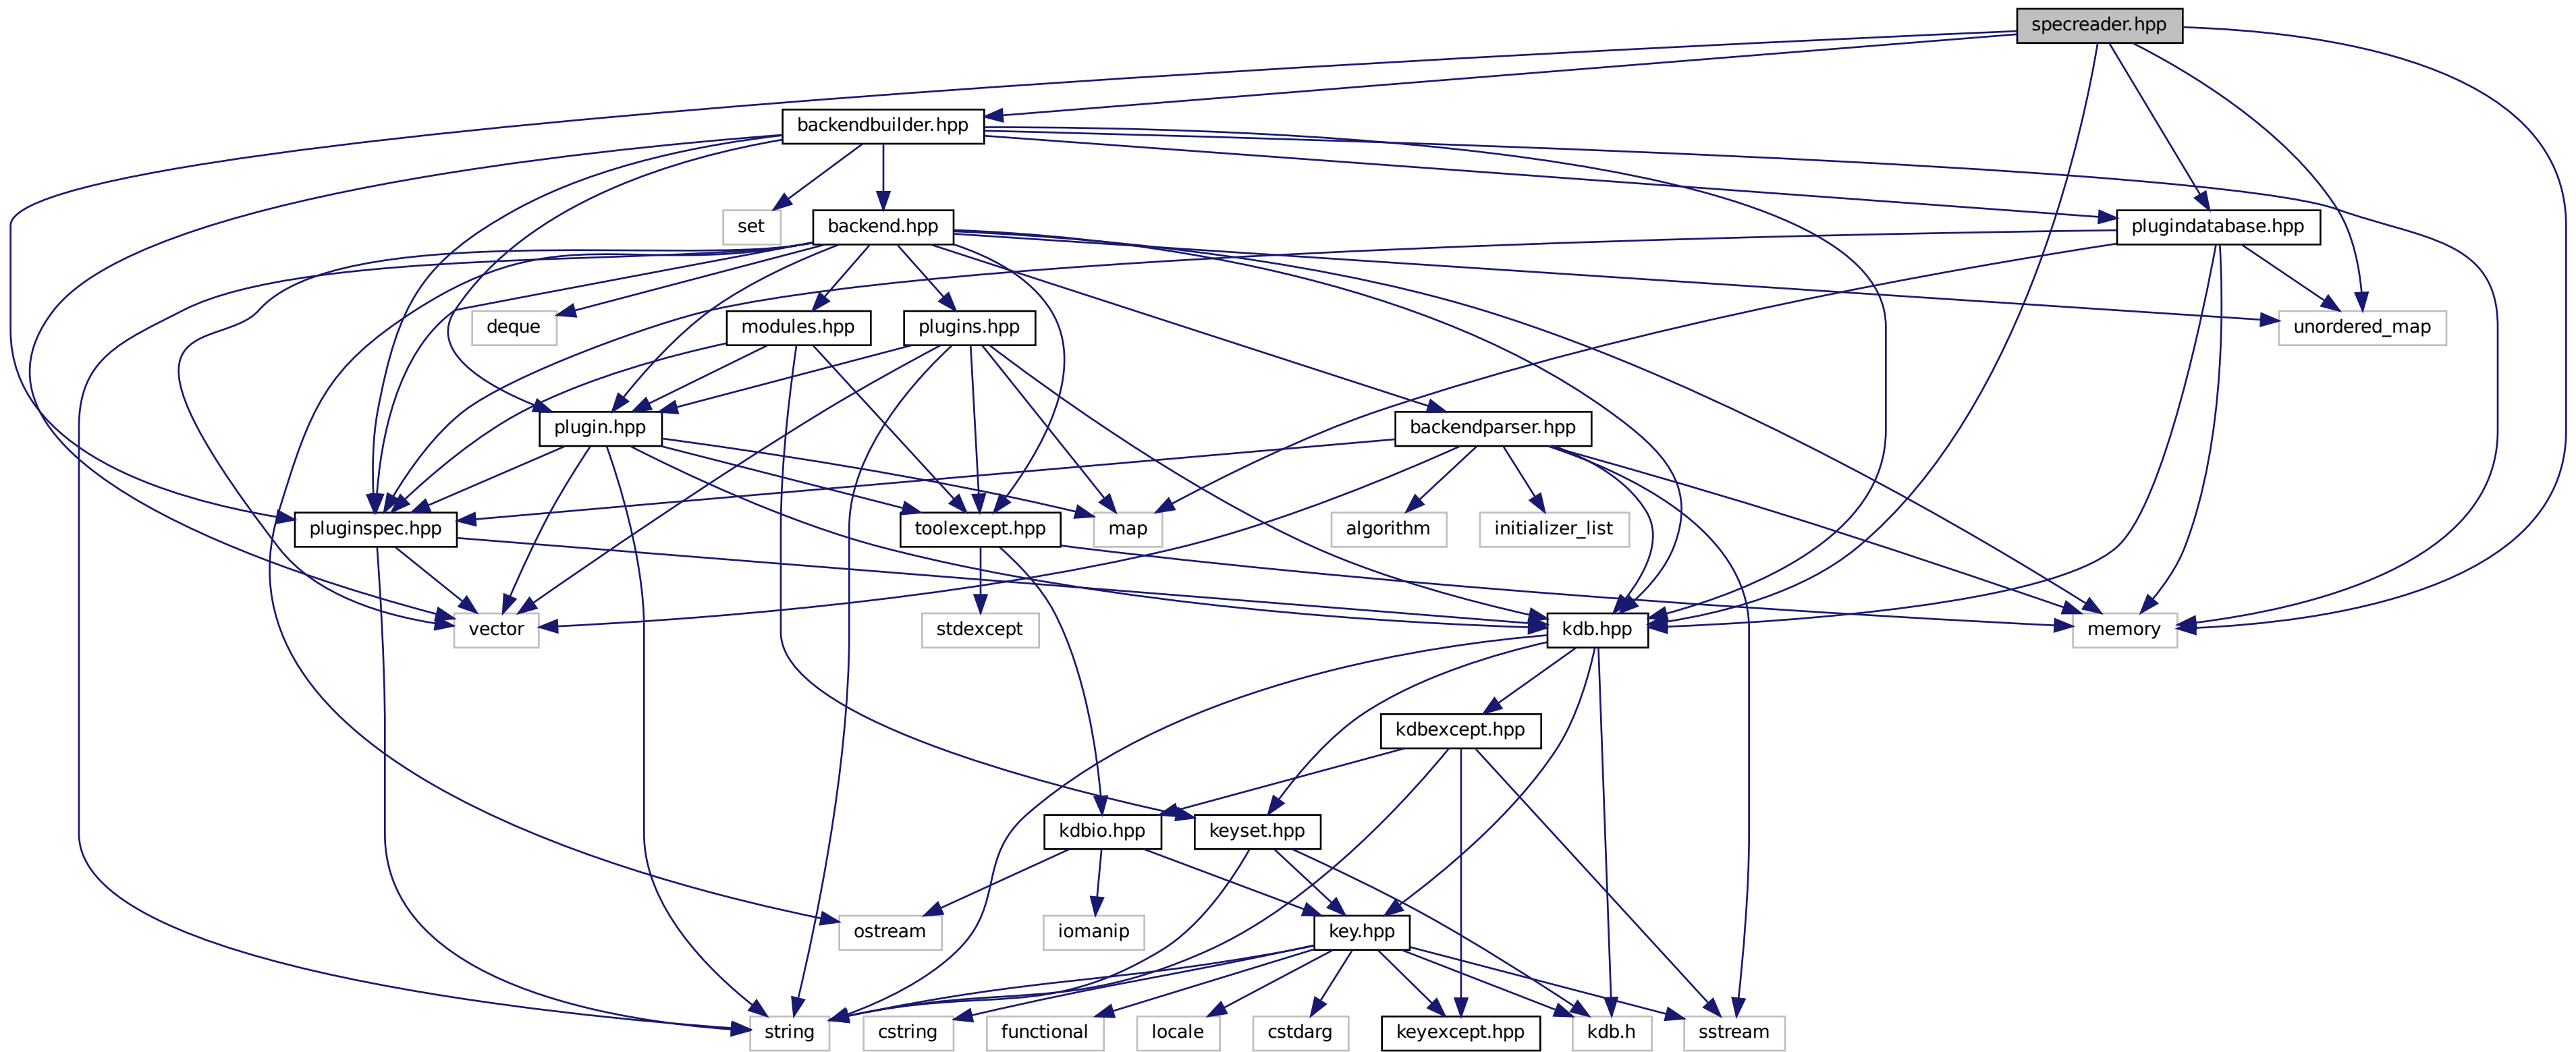 specreader.hpp
backendbuilder.hpp
set
backend.hpp
plugindatabase.hpp
deque
modules.hpp
plugins.hpp
unordered_map
plugin.hpp
backendparser.hpp
pluginspec.hpp
toolexcept.hpp
map
algorithm
initializer_list
vector
stdexcept
kdb.hpp
memory
kdbexcept.hpp
kdbio.hpp
keyset.hpp
ostream
iomanip
key.hpp
string
cstring
functional
locale
cstdarg
keyexcept.hpp
kdb.h
sstream